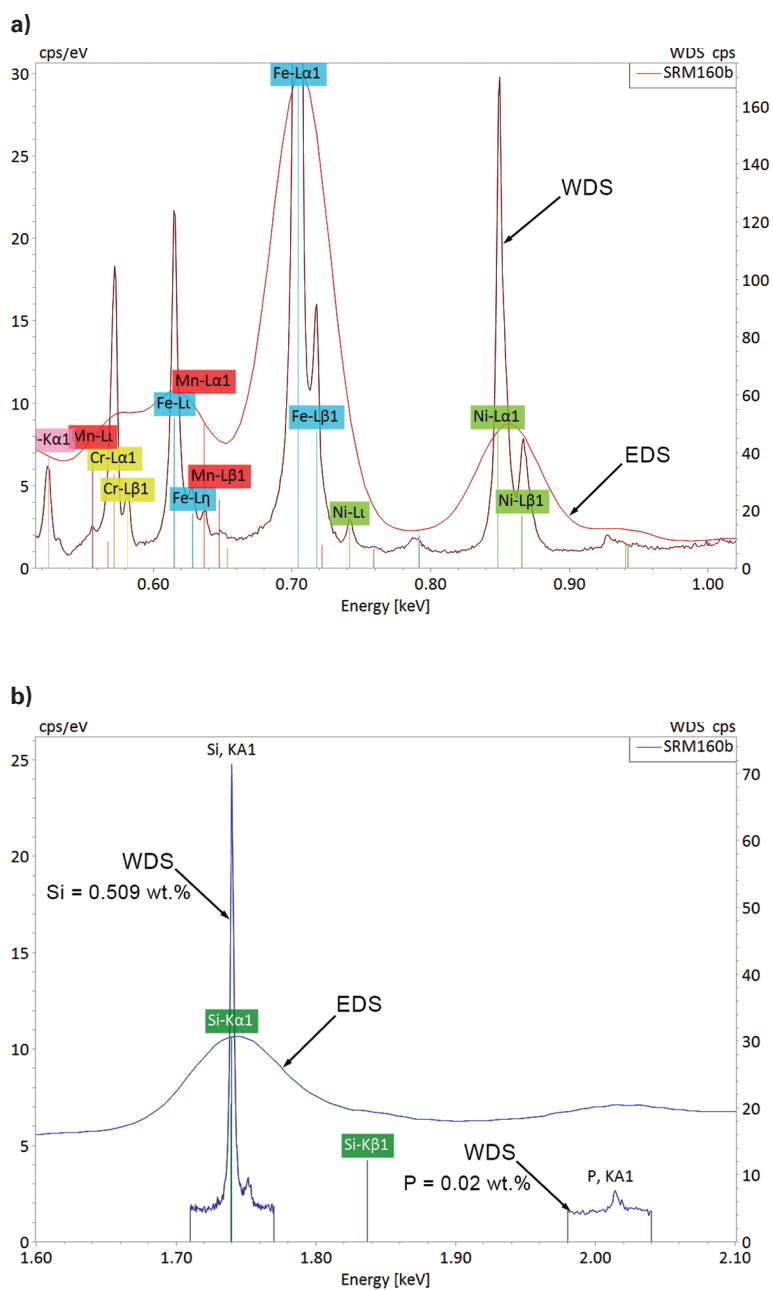 a)
cps/eV
WDS cps
SRM160b
30
25
20
15
10
5
0
160
140
120
100
80
60
40
20
0
Fe-Lα1
WDS
Mn-Lα1
Fe-Lι
-Kα1
Mn-Lι
Cr-Lα1
Cr-Lβ1
Mn-Lβ1
Fe-Lη
Fe-Lβ1
Ni-Lα1
EDS
Ni-Lβ1
Ni-Lι
0.60
0.70
0.80
0.90
1.00
Energy [keV]
b)
cps/eV
WDS cps
SRM160b
25
20
15
10
5
0
70
60
50
40
30
20
10
0
Si, KA1
WDS
Si = 0.509 wt.%
Si-Kα1
EDS
Si-Kβ1
WDS
P = 0.02 wt.%
P, KA1
1.60
1.70
1.80
1.90
2.00
2.10
Energy [keV]